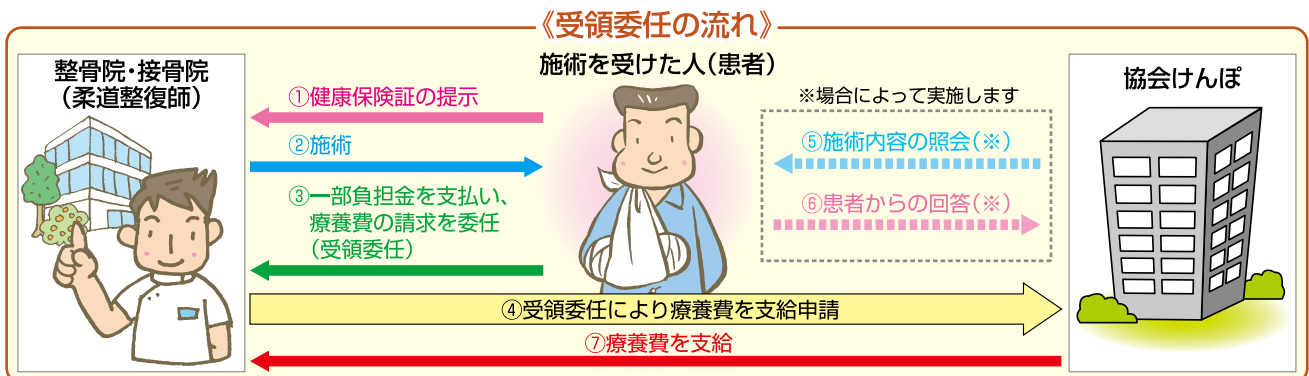 《受領委任の流れ》
整骨院・接骨院
（柔道整復師）
施術を受けた人（患者）
協会けんぽ
①健康保険証の提示
②施術
③一部負担金を支払い、
療養費の請求を委任
（受領委任）
※場合によって実施します
⑤施術内容の照会（※）
⑥患者からの回答（※）
④受領委任により療養費を支給申請
⑦療養費を支給